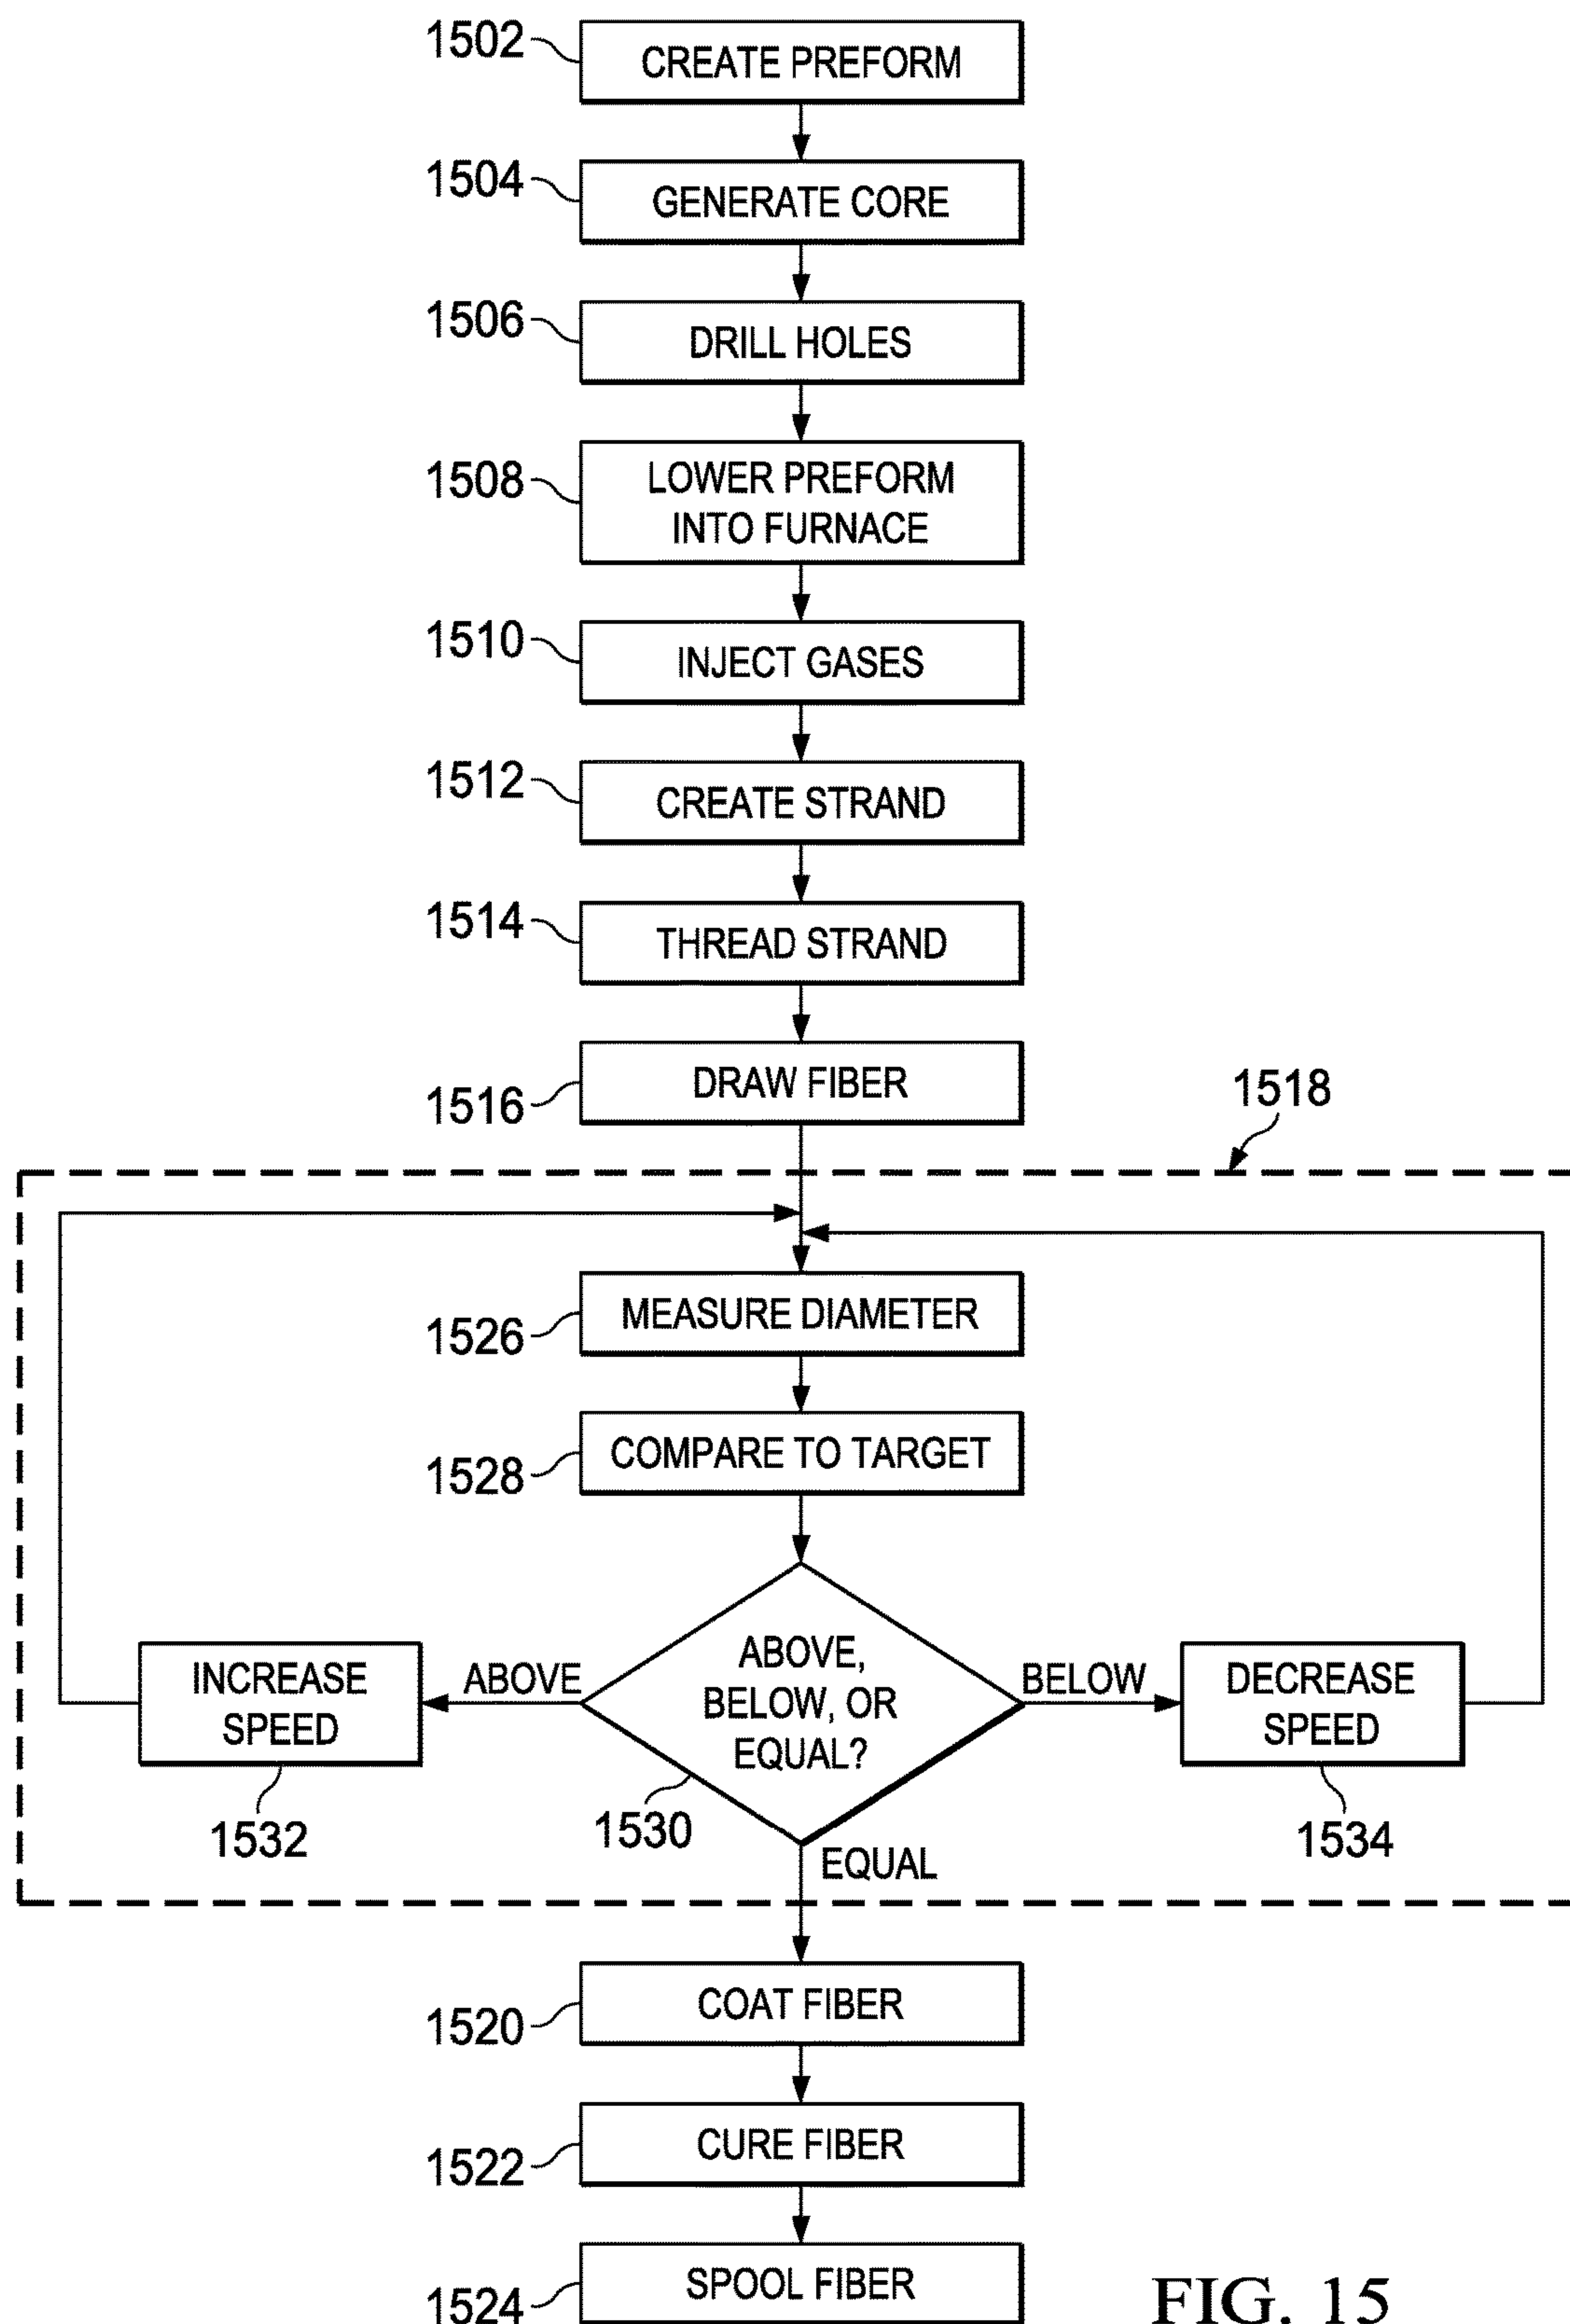 1502
CREATE PREFORM
1504
GENERATE CORE
1506
DRILL HOLES
1508
LOWER PREFORM
INTO FURNACE
1510
INJECT GASES
1512
CREATE STRAND
1514
THREAD STRAND
1516
DRAW FIBER
1518
1526
MEASURE DIAMETER
1528
COMPARE TO TARGET
INCREASE
SPEED
1532
ABOVE
ABOVE,
BELOW, OR
EQUAL?
1530
BELOW
DECREASE
SPEED
1534
EQUAL
1520
COAT FIBER
1522
CURE FIBER
1524
SPOOL FIBER
FIG. 15